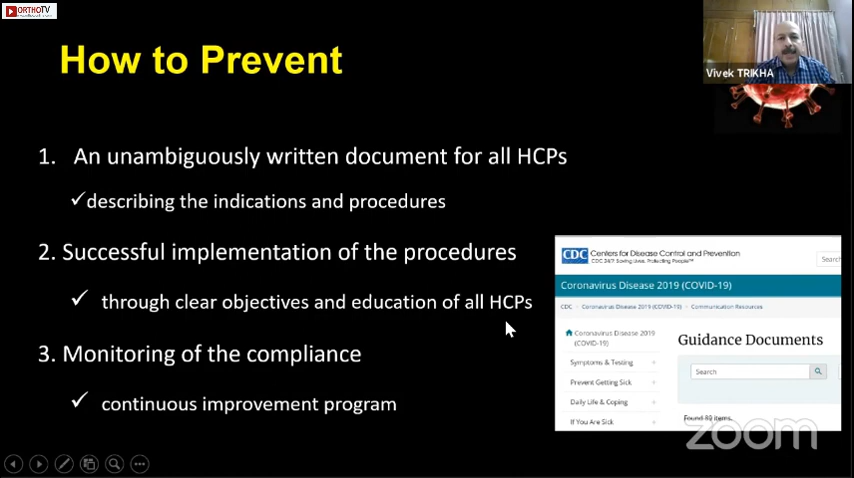 ORTHOTV
How to Prevent
Vivek TRIKHA
1. An unambiguously written document for all HCPs
✓describing the indications and procedures
2. Successful implementation of the procedures
✓ through clear objectives and education of all HCPs
3. Monitoring of the compliance
✓ continuous improvement program
CDC Centers for Disease Control and Prevention
CDC 24/7: Saving Lives. Protecting People™
Search
Coronavirus Disease 2019 (COVID-19)
CDC
Coronavirus Disease 2019 (COVID-19)
Communication Resources
Coronavirus Disease 2019
(COVID-19)
Symptoms & Testing +
Prevent Getting Sick +
Daily Life & Coping +
If You Are Sick +
Guidance Documents
Search
Found 89 items.
zoom